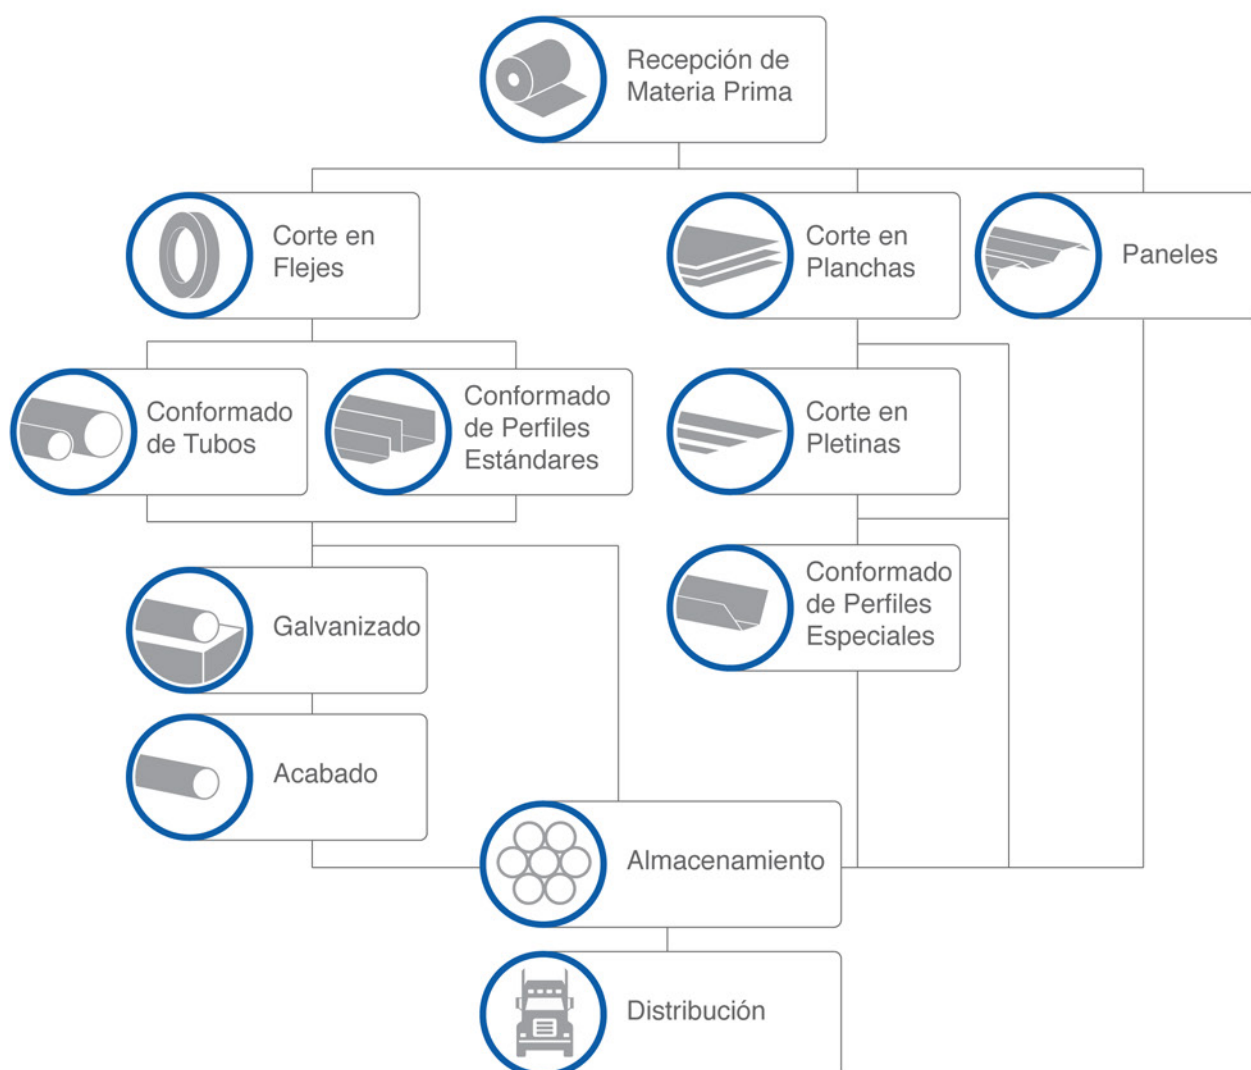 Recepción de
Materia Prima
Corte en
Flejes
Corte en
Planchas
Paneles
Conformado
de Tubos
Conformado
de Perfiles
Estándares
Corte en
Pletinas
Conformado
de Perfiles
Especiales
Galvanizado
Acabado
Almacenamiento
Distribución